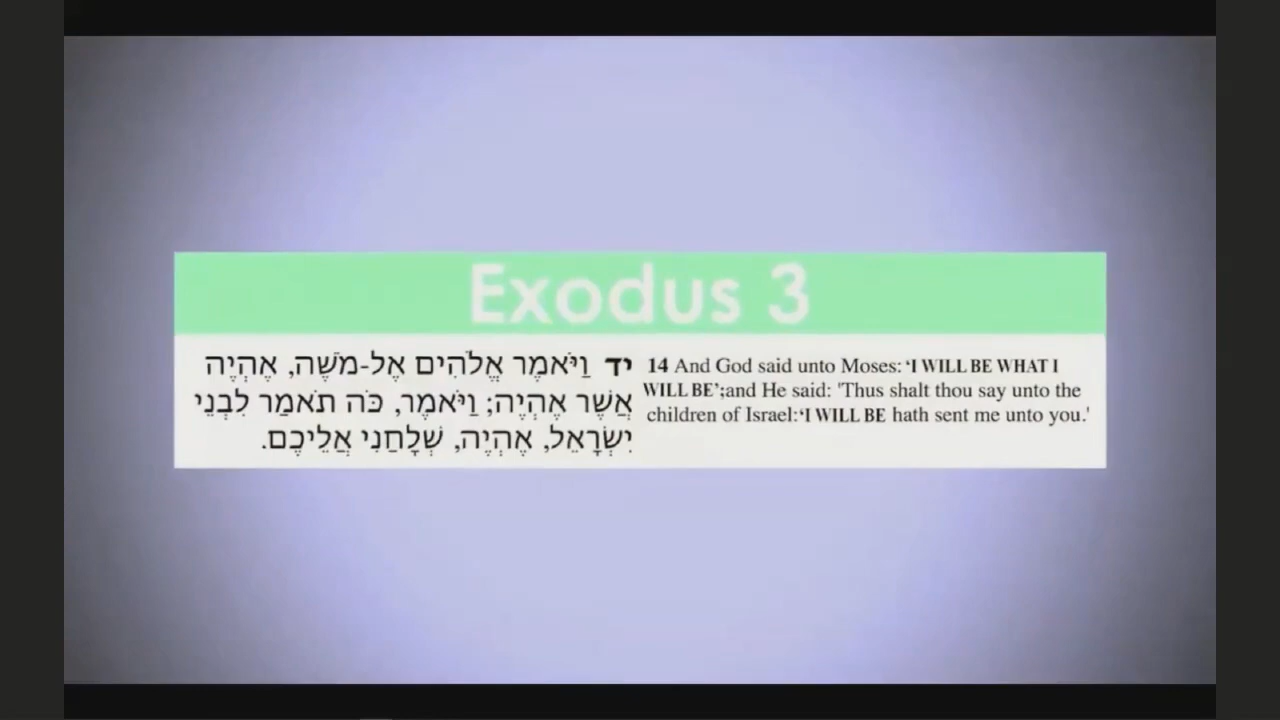 Exodus 3
יד וַיֹּאמֶר אֱלֹהִים אֶל-מֹשֶׁה, אֶהְיֶה
אֲשֶׁר אֶהְיֶה; וַיֹּאמֶר, כֹּה תֹאמַר לִבְנֵי
יִשְׂרָאֵל, אֶהְיֶה, שְׁלָחַנִי אֲלֵיכֶם.
14 And God said unto Moses: ‘I WILL BE WHAT I
WILL BE’;and He said: 'Thus shalt thou say unto the
children of Israel:‘I WILL BE hath sent me unto you.'